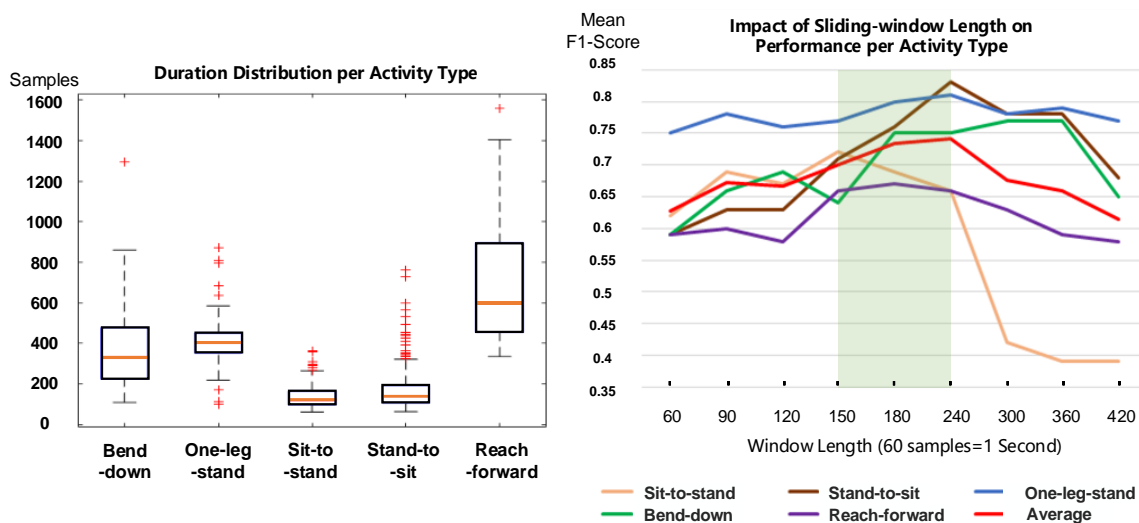 Samples
Duration Distribution per Activity Type
1600
1400
1200
1000
800
600
400
200
0
Bend
-down
One-leg
-stand
Sit-to
-stand
Stand-to
-sit
Reach
-forward
Mean
F1-Score
Impact of Sliding-window Length on
Performance per Activity Type
0.85
0.8
0.75
0.7
0.65
0.6
0.55
0.5
0.45
0.4
0.35
60 90 120 150 180 240 300 360 420
Window Length (60 samples=1 Second)
Sit-to-stand Stand-to-sit One-leg-stand
Bend-down Reach-forward Average